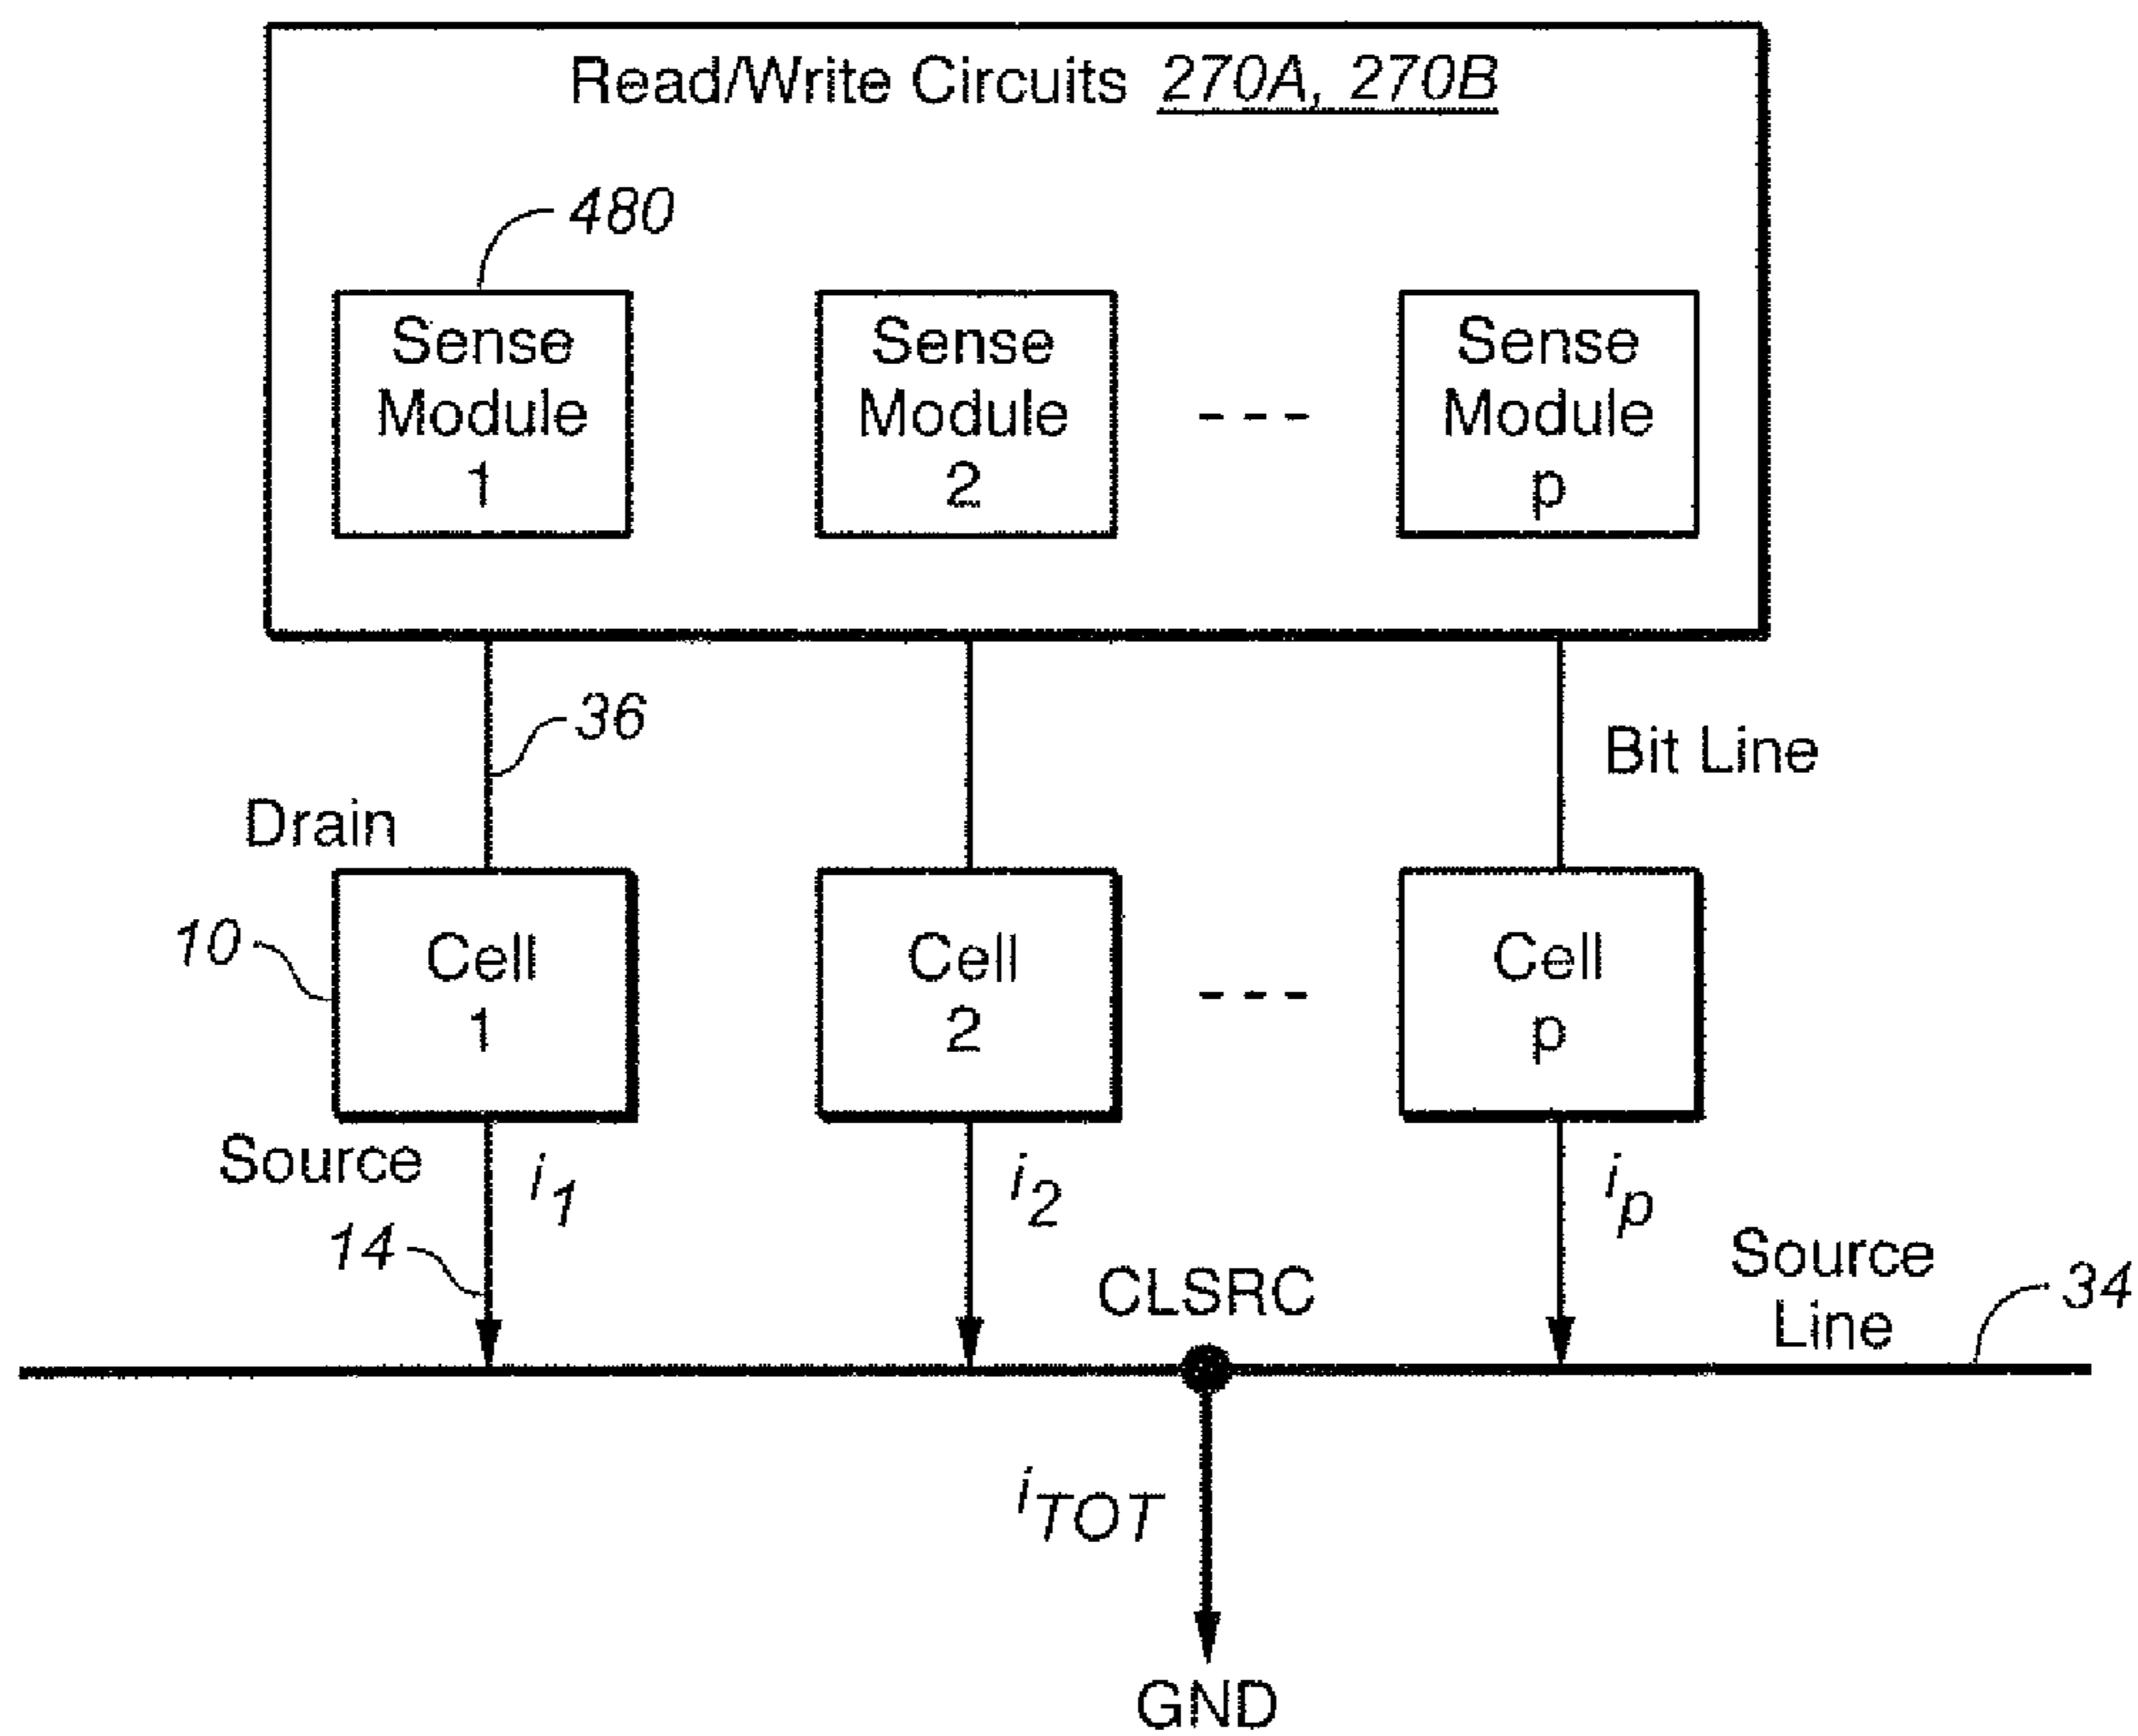 Read/Write Circuits 270A, 270B
480
Sense Module 1
Sense Module 2
- - -
Sense Module p
36
Bit Line
Drain
10
Cell 1
Cell 2
- - -
Cell p
Source
i1
i2
ip
14
CLSRC
Source Line
34
iTOT
GND